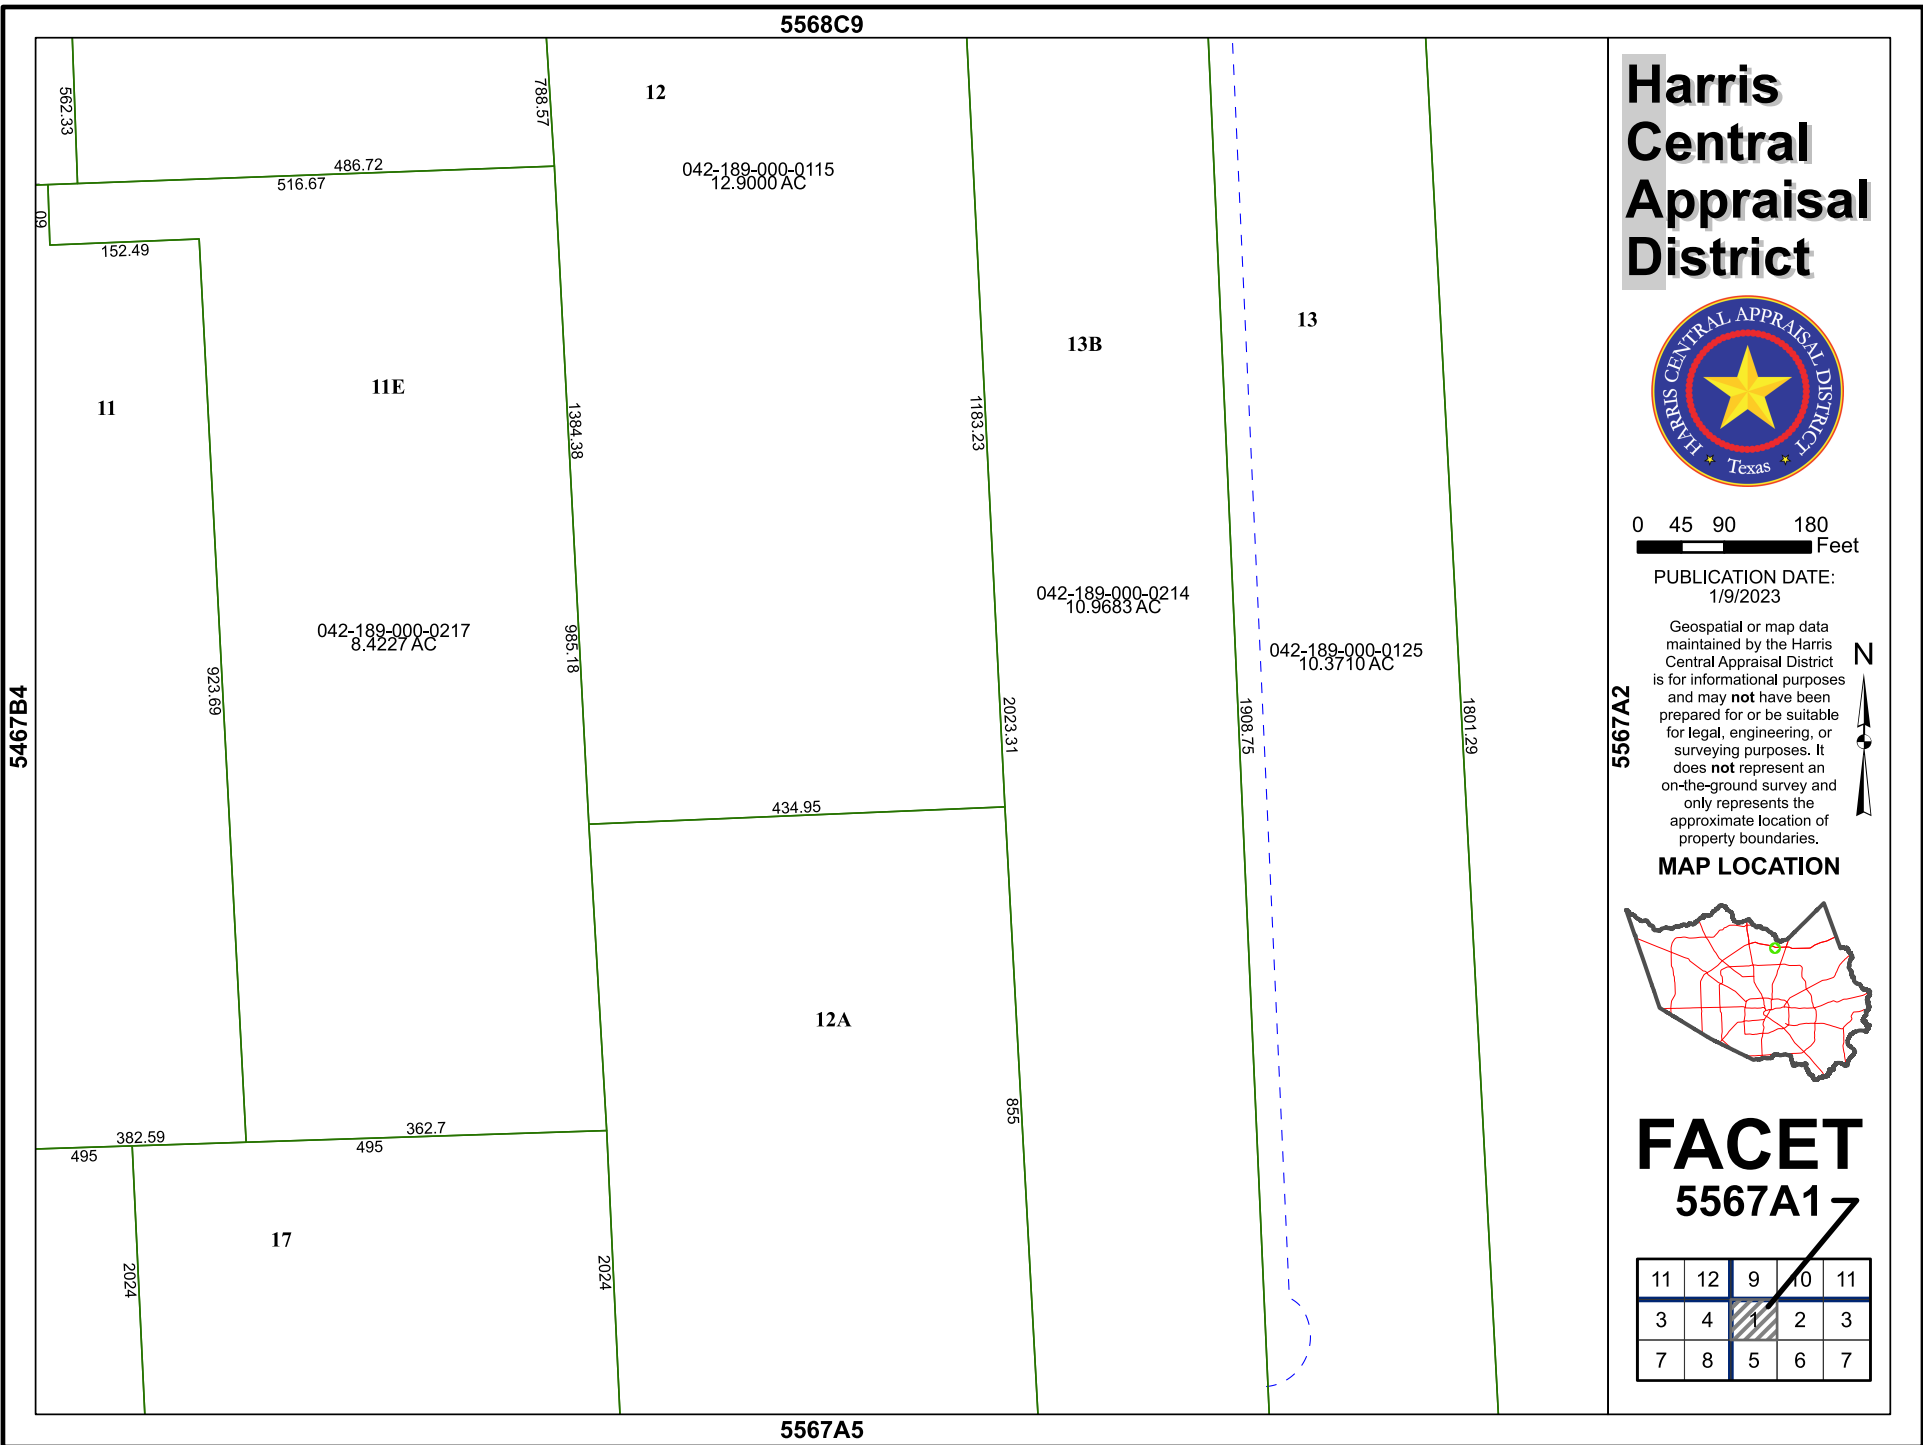 5568C9
562.33
788.57
12
486.72
516.67
042-189-000-0115
12.9000 AC
60
152.49
11
11E
1384.38
1183.23
13B
13
042-189-000-0217
8.4227 AC
985.18
923.69
042-189-000-0214
10.9683 AC
042-189-000-0125
10.3710 AC
2023.31
1908.75
1801.29
434.95
12A
855
382.59
362.7
495
495
17
2024
2024
5467B4
5567A2
5567A5
Harris
Central
Appraisal
District
HARRIS CENTRAL APPRAISAL DISTRICT
Texas
0 45 90 180
Feet
PUBLICATION DATE:
1/9/2023
Geospatial or map data
maintained by the Harris
Central Appraisal District
is for informational purposes
and may not have been
prepared for or be suitable
for legal, engineering, or
surveying purposes. It
does not represent an
on-the-ground survey and
only represents the
approximate location of
property boundaries.
N
MAP LOCATION
FACET
5567A1
11 12 9 10 11
3 4 1 2 3
7 8 5 6 7